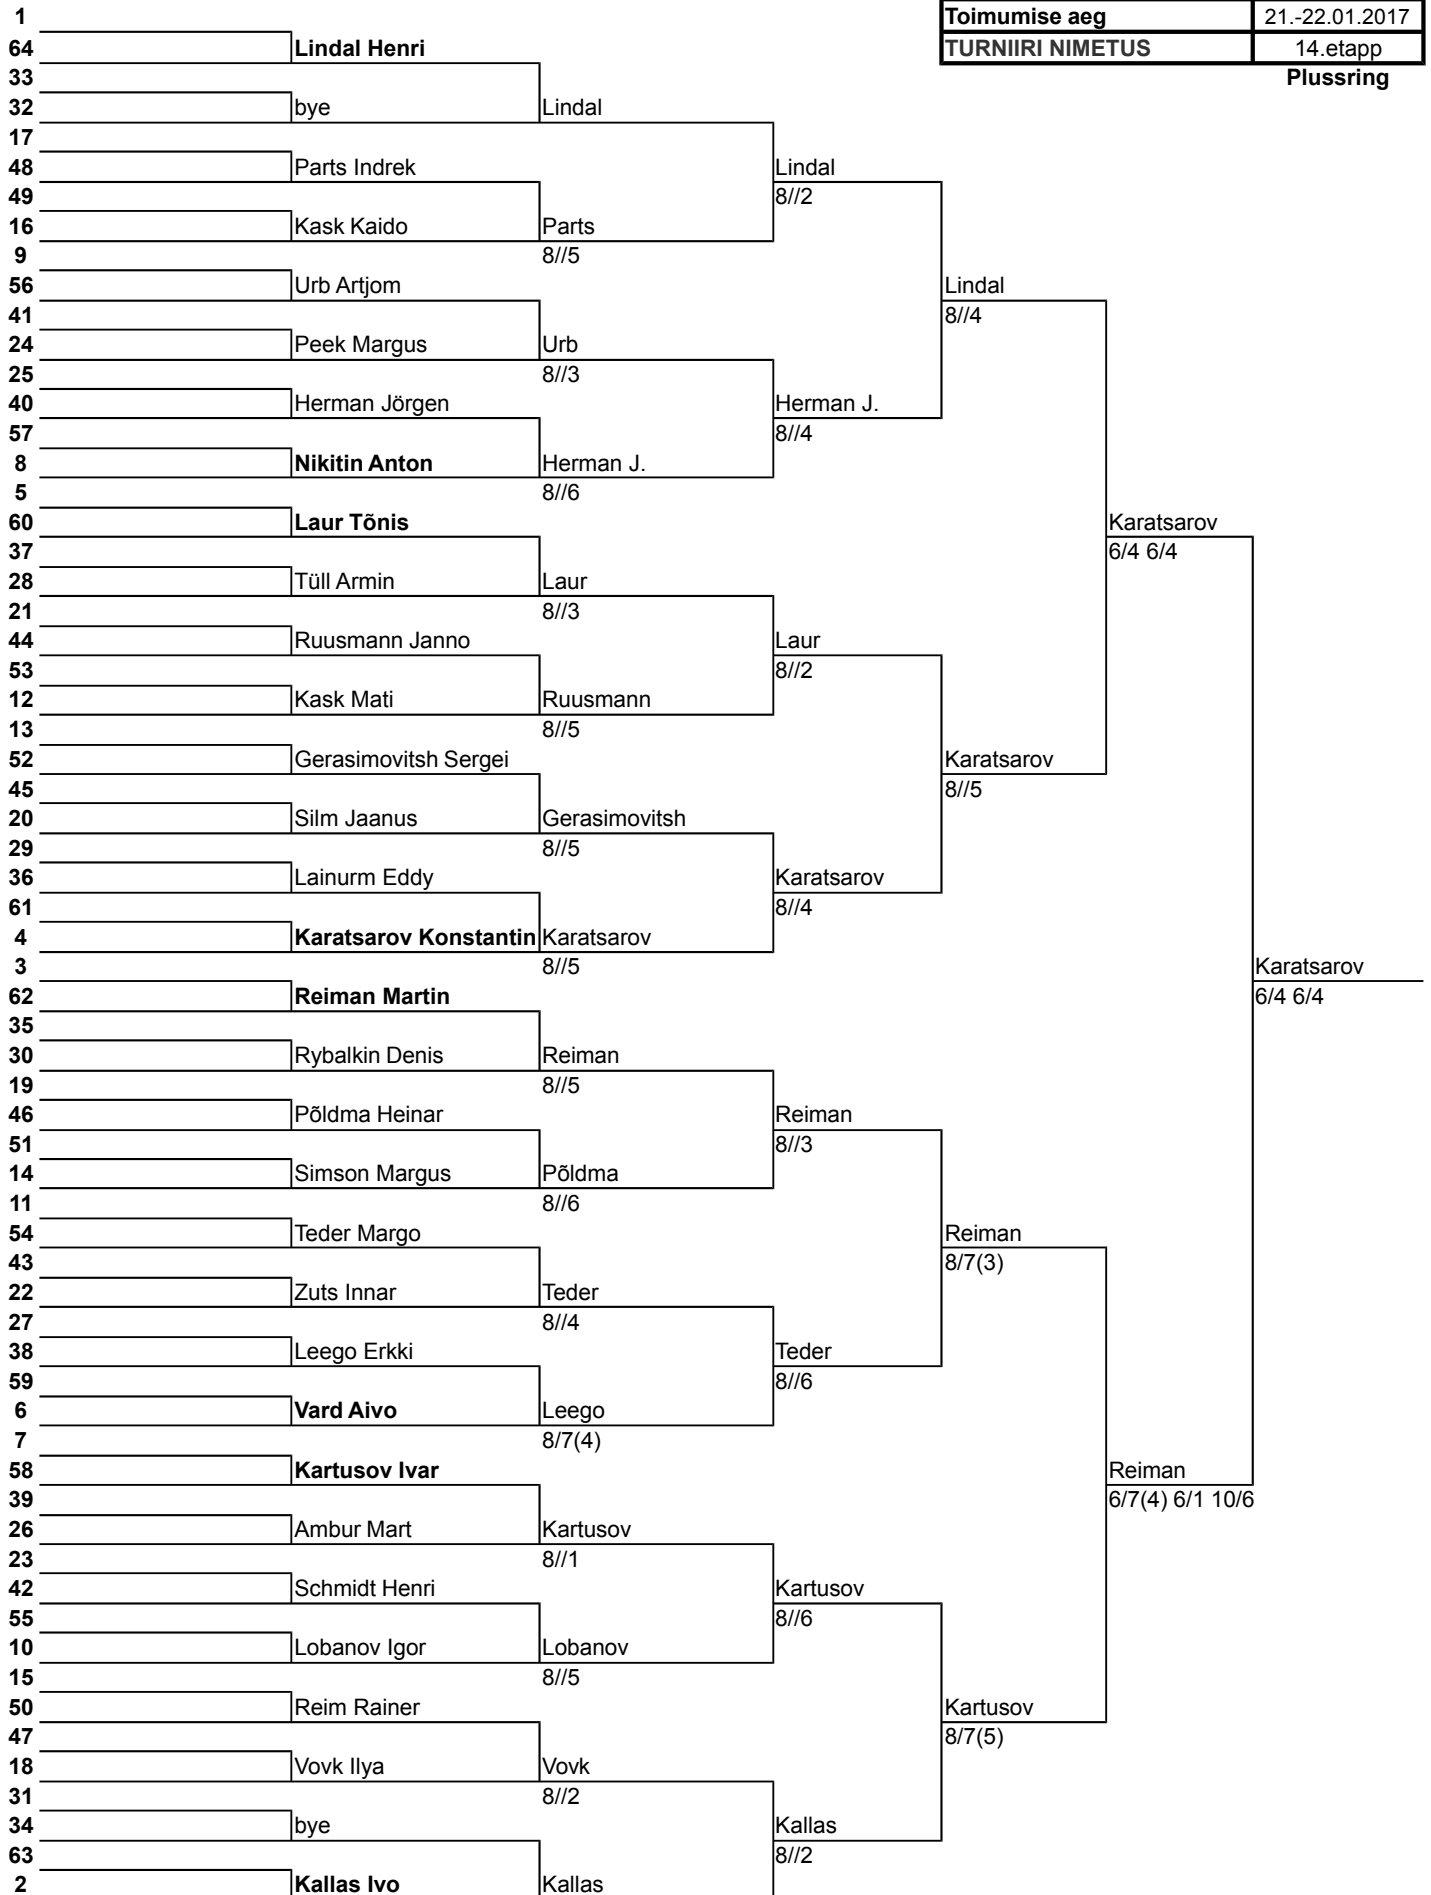 1 Toimumise aeg 21.-22.01.2017
64 Lindal Henri TURNIIRI NIMETUS 14.etapp
33 Plussring
32 bye Lindal
17
48 Parts Indrek Lindal
49 8//2
16 Kask Kaido Parts
9 8//5
56 Urb Artjom Lindal
41 8//4
24 Peek Margus Urb
25 8//3
40 Herman Jörgen Herman J.
57 8//4
8 Nikitin Anton Herman J.
5 8//6
60 Laur Tõnis Karatsarov
37 6/4 6/4
28 Tüll Armin Laur
21 8//3
44 Ruusmann Janno Laur
53 8//2
12 Kask Mati Ruusmann
13 8//5
52 Gerasimovitsh Sergei Karatsarov
45 8//5
20 Silm Jaanus Gerasimovitsh
29 8//5
36 Lainurm Eddy Karatsarov
61 8//4
4 Karatsarov Konstantin Karatsarov
3 8//5 Karatsarov
62 Reiman Martin 6/4 6/4
35
30 Rybalkin Denis Reiman
19 8//5
46 Põldma Heinar Reiman
51 8//3
14 Simson Margus Põldma
11 8//6
54 Teder Margo Reiman
43 8/7(3)
22 Zuts Innar Teder
27 8//4
38 Leego Erkki Teder
59 8//6
6 Vard Aivo Leego
7 8/7(4)
58 Kartusov Ivar Reiman
39 6/7(4) 6/1 10/6
26 Ambur Mart Kartusov
23 8//1
42 Schmidt Henri Kartusov
55 8//6
10 Lobanov Igor Lobanov
15 8//5
50 Reim Rainer Kartusov
47 8/7(5)
18 Vovk Ilya Vovk
31 8//2
34 bye Kallas
63 8//2
2 Kallas Ivo Kallas